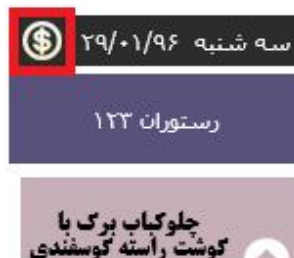 سه شنبه ۲۹/۰۱/۹۶
رستوران ۱۲۳
چلوکباب برگ با
گوشت راسته گوسفندی